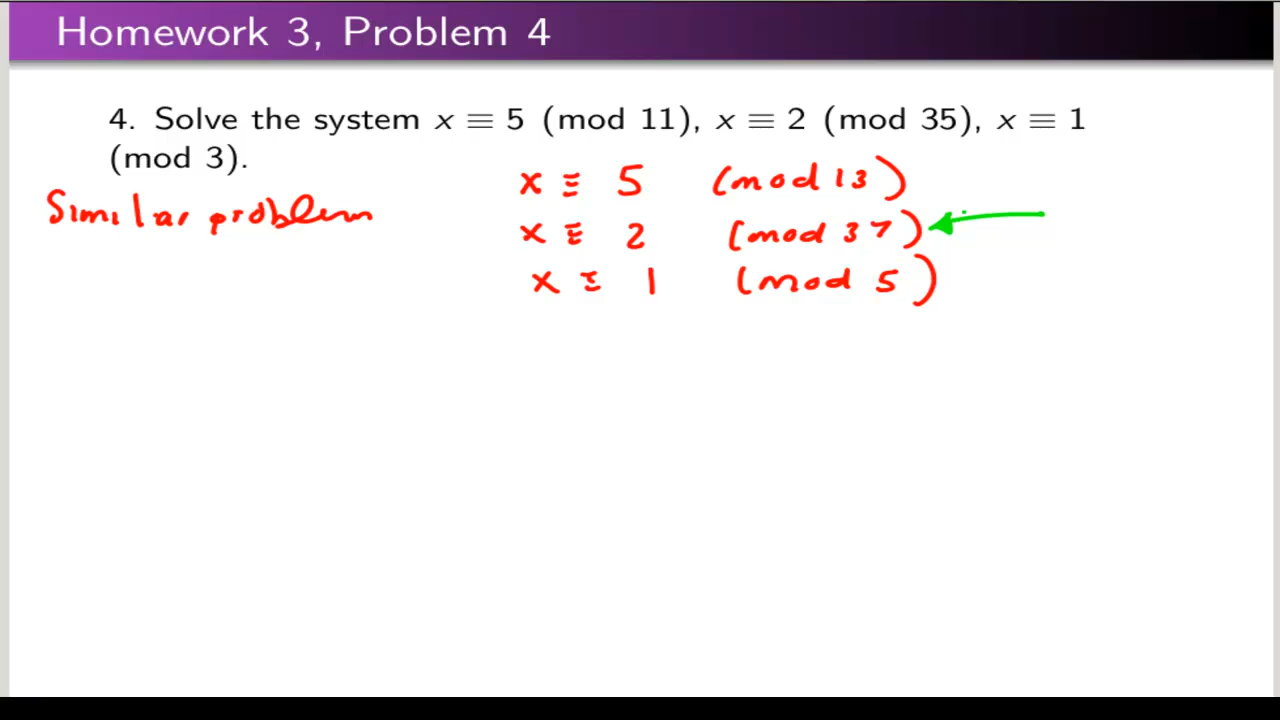 Homework 3, Problem 4
4. Solve the system x ≡ 5 (mod 11), x ≡ 2 (mod 35), x ≡ 1
(mod 3).
Similar problem
x ≡ 5 (mod 13)
x ≡ 2 (mod 37)
x ≡ 1 (mod 5)